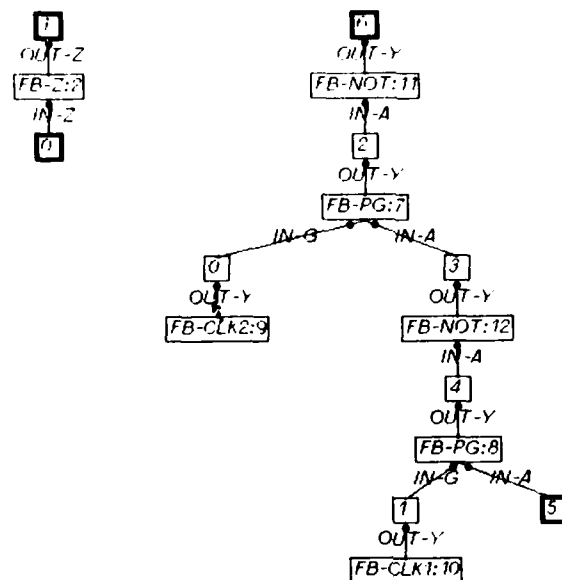 1
OUT-Z
FB-Z:2
IN-Z
0
6
OUT-Y
FB-NOT:11
IN-A
2
OUT-Y
FB-PG:7
IN-G IN-A
0 3
OUT-Y OUT-Y
FB-CLK2:9 FB-NOT:12
IN-A
4
OUT-Y
FB-PG:8
IN-G IN-A
1 5
OUT-Y
FB-CLK1:10